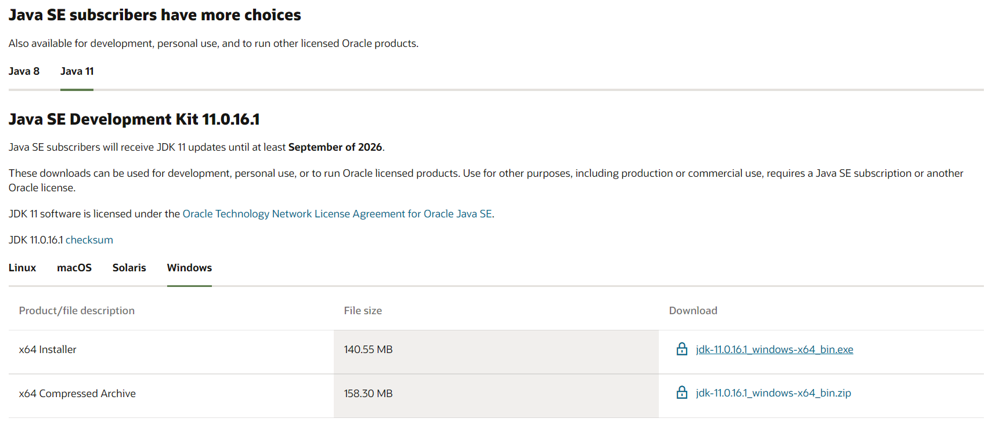 Java SE subscribers have more choices
Also available for development, personal use, and to run other licensed Oracle products.
Java 8 Java 11
Java SE Development Kit 11.0.16.1
Java SE subscribers will receive JDK 11 updates until at least September of 2026.
These downloads can be used for development, personal use, or to run Oracle licensed products. Use for other purposes, including production or commercial use, requires a Java SE subscription or another
Oracle license.
JDK 11 software is licensed under the Oracle Technology Network License Agreement for Oracle Java SE.
JDK 11.0.16.1 checksum
Linux macOS Solaris Windows
Product/file description File size Download
x64 Installer 140.55 MB jdk-11.0.16.1_windows-x64_bin.exe
x64 Compressed Archive 158.30 MB jdk-11.0.16.1_windows-x64_bin.zip